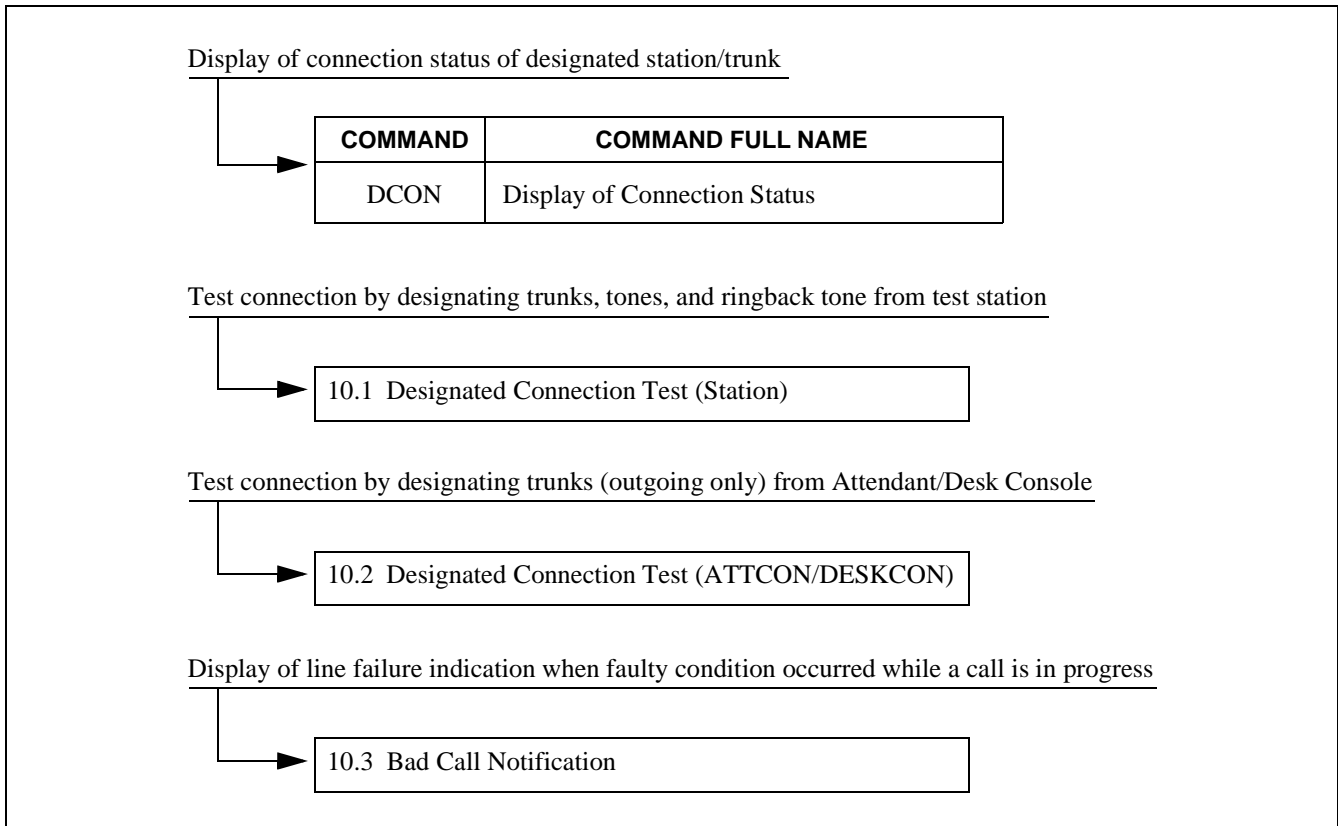 Display of connection status of designated station/trunk
COMMAND COMMAND FULL NAME
DCON Display of Connection Status
Test connection by designating trunks, tones, and ringback tone from test station
10.1 Designated Connection Test (Station)
Test connection by designating trunks (outgoing only) from Attendant/Desk Console
10.2 Designated Connection Test (ATTCON/DESKCON)
Display of line failure indication when faulty condition occurred while a call is in progress
10.3 Bad Call Notification